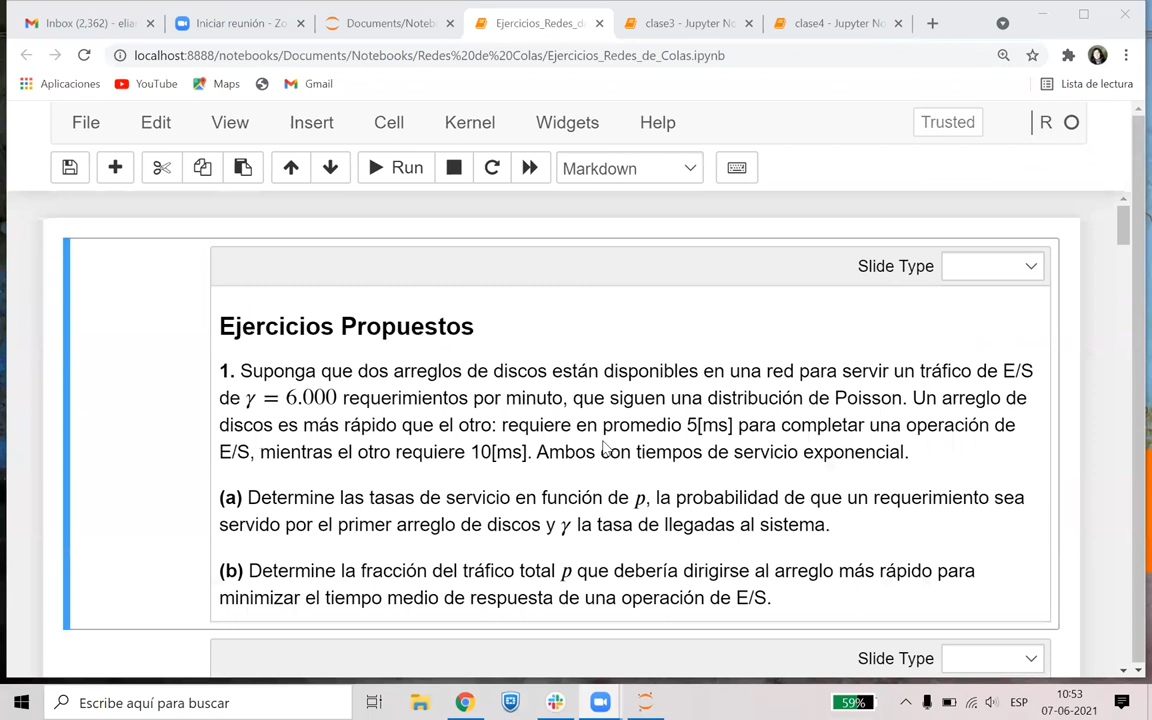 Inbox (2,362) - elia
Iniciar reunión - Zo
Documents/Noteb
Ejercicios_Redes_de
clase3 - Jupyter No
clase4 - Jupyter No
localhost:8888/notebooks/Documents/Notebooks/Redes%20de%20Colas/Ejercicios_Redes_de_Colas.ipynb
Aplicaciones YouTube Maps Gmail Lista de lectura
File Edit View Insert Cell Kernel Widgets Help Trusted R
Run Markdown
Slide Type
Ejercicios Propuestos
1. Suponga que dos arreglos de discos están disponibles en una red para servir un tráfico de E/S
de γ = 6.000 requerimientos por minuto, que siguen una distribución de Poisson. Un arreglo de
discos es más rápido que el otro: requiere en promedio 5[ms] para completar una operación de
E/S, mientras el otro requiere 10[ms]. Ambos con tiempos de servicio exponencial.
(a) Determine las tasas de servicio en función de p, la probabilidad de que un requerimiento sea
servido por el primer arreglo de discos y γ la tasa de llegadas al sistema.
(b) Determine la fracción del tráfico total p que debería dirigirse al arreglo más rápido para
minimizar el tiempo medio de respuesta de una operación de E/S.
Slide Type
Escribe aquí para buscar
59%
ESP
10:53
07-06-2021